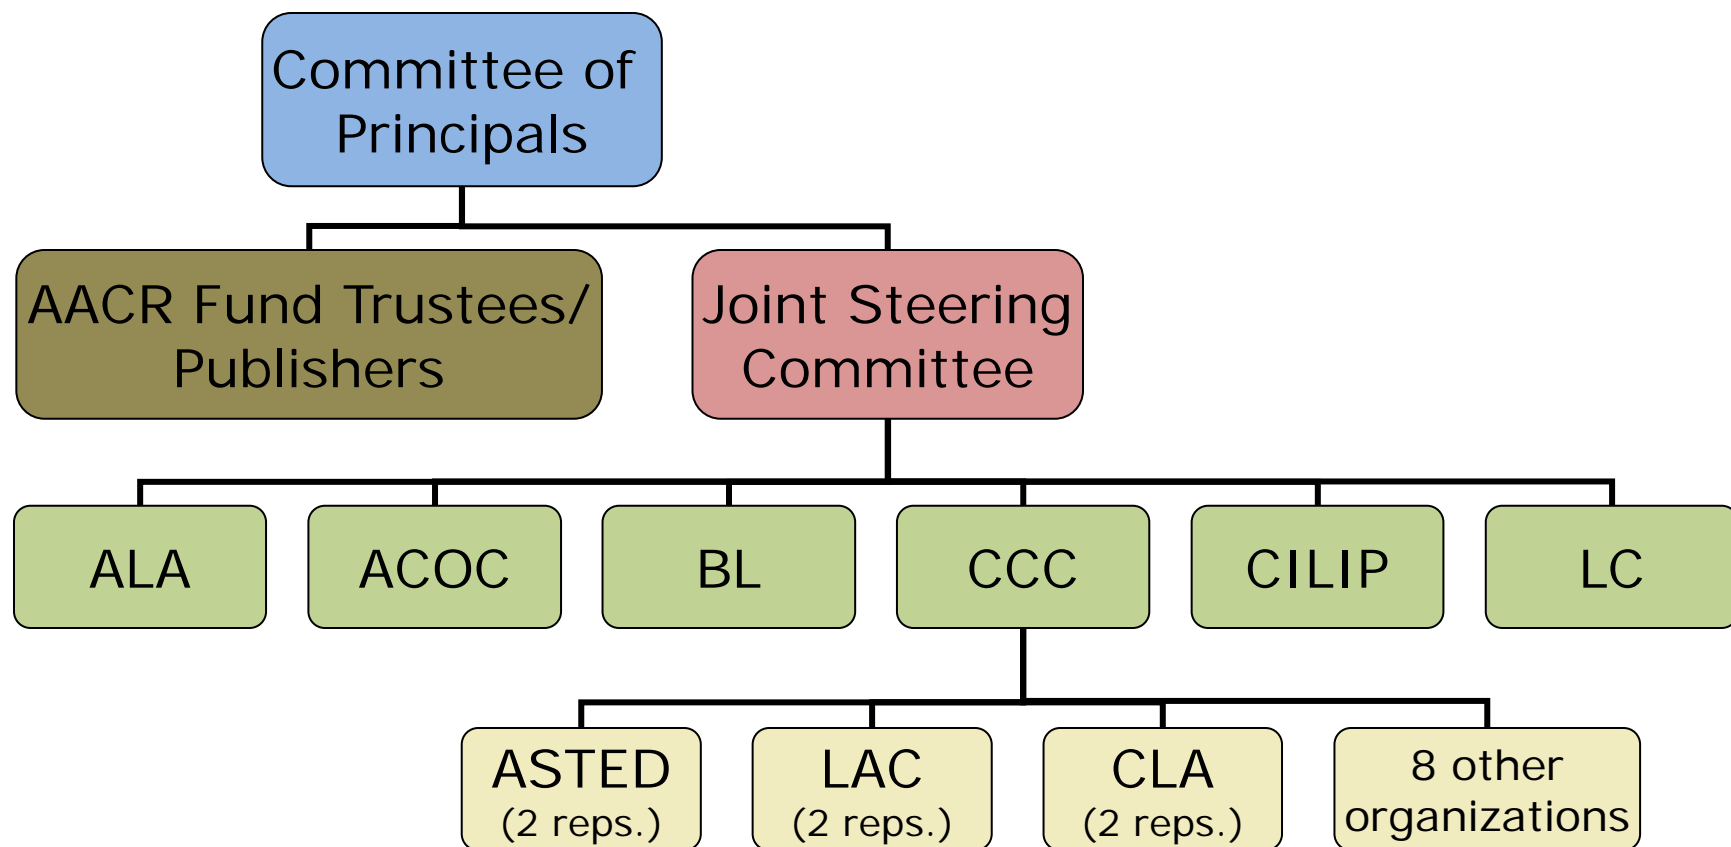 Committee of
Principals
AACR Fund Trustees/
Publishers
Joint Steering
Committee
ALA
ACOC
BL
CCC
CILIP
LC
ASTED
(2 reps.)
LAC
(2 reps.)
CLA
(2 reps.)
8 other
organizations